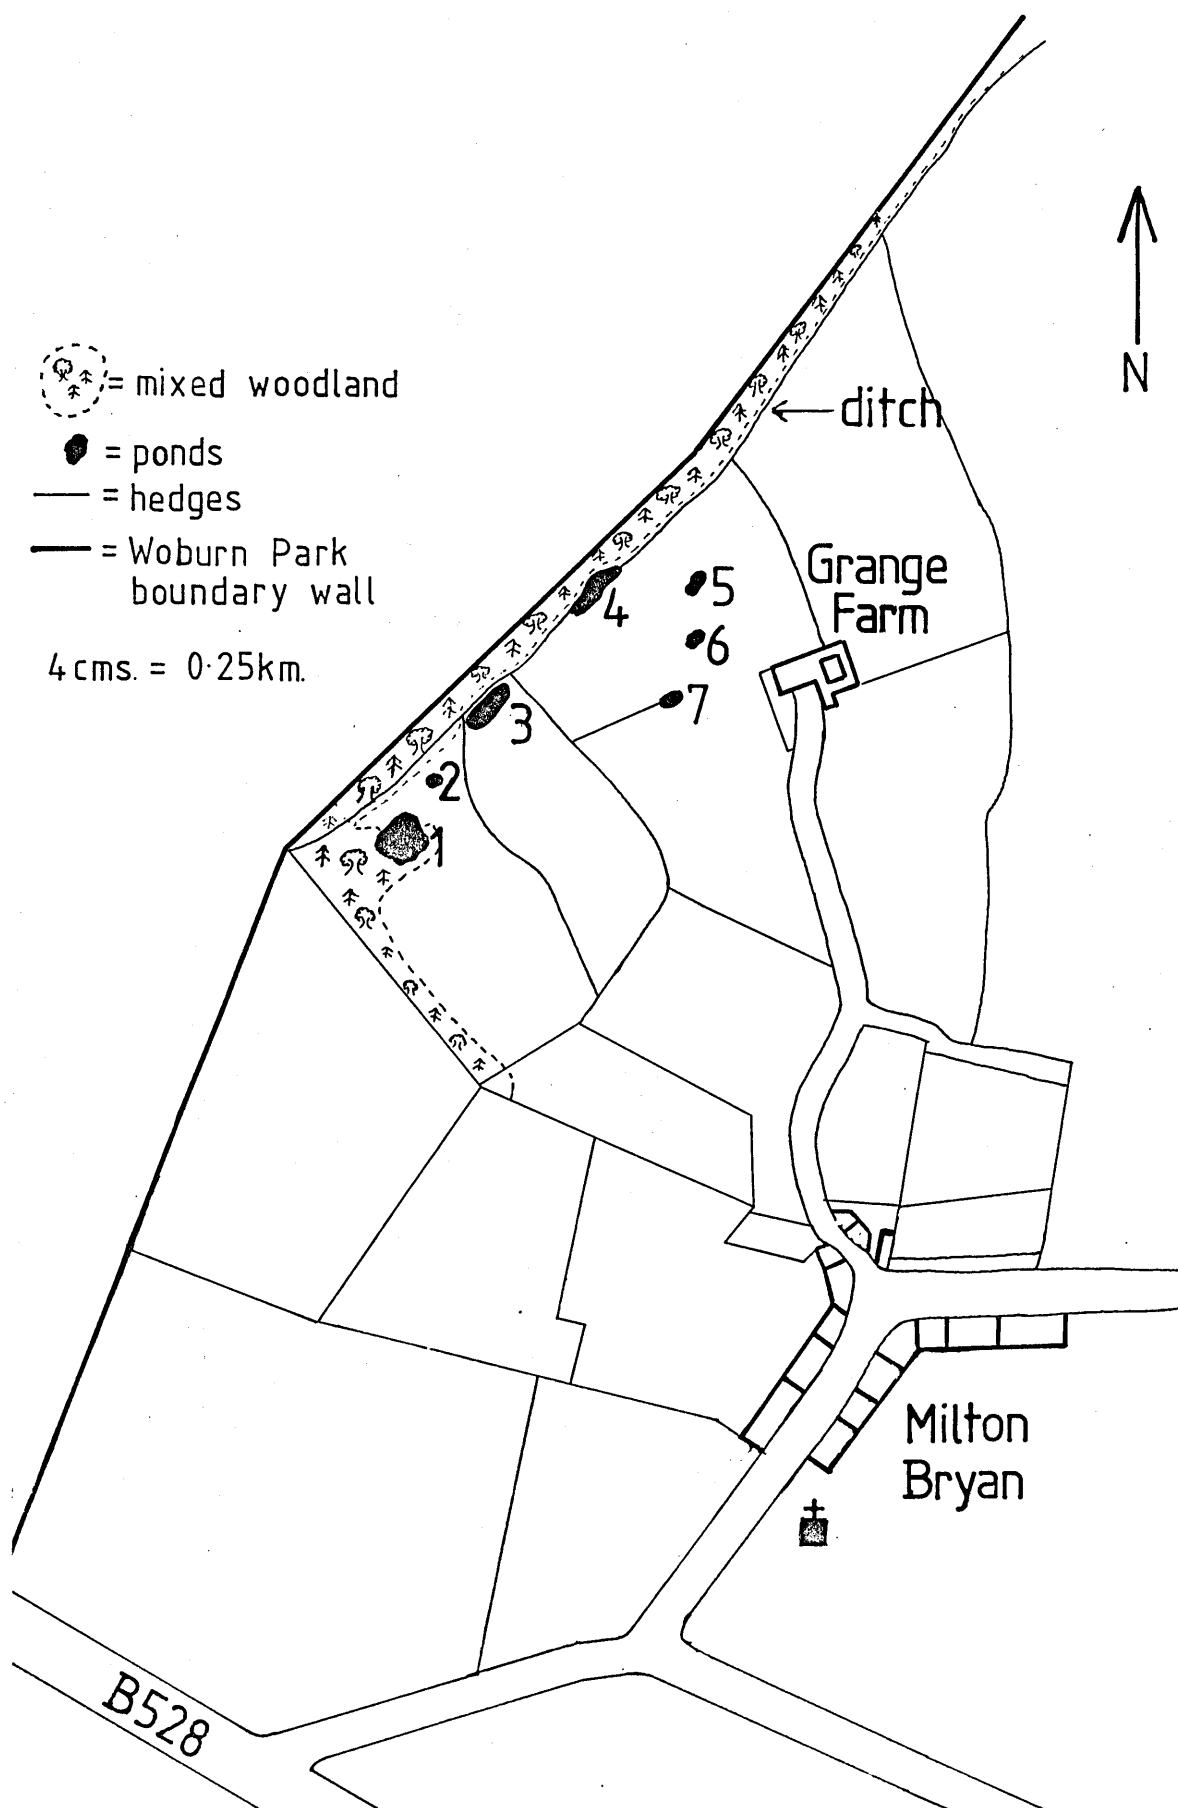 = mixed woodland
= ponds
= hedges
= Woburn Park
boundary wall
4 cms. = 0·25km.
N
ditch
Grange
Farm
5
4
6
7
3
2
1
Milton
Bryan
B528